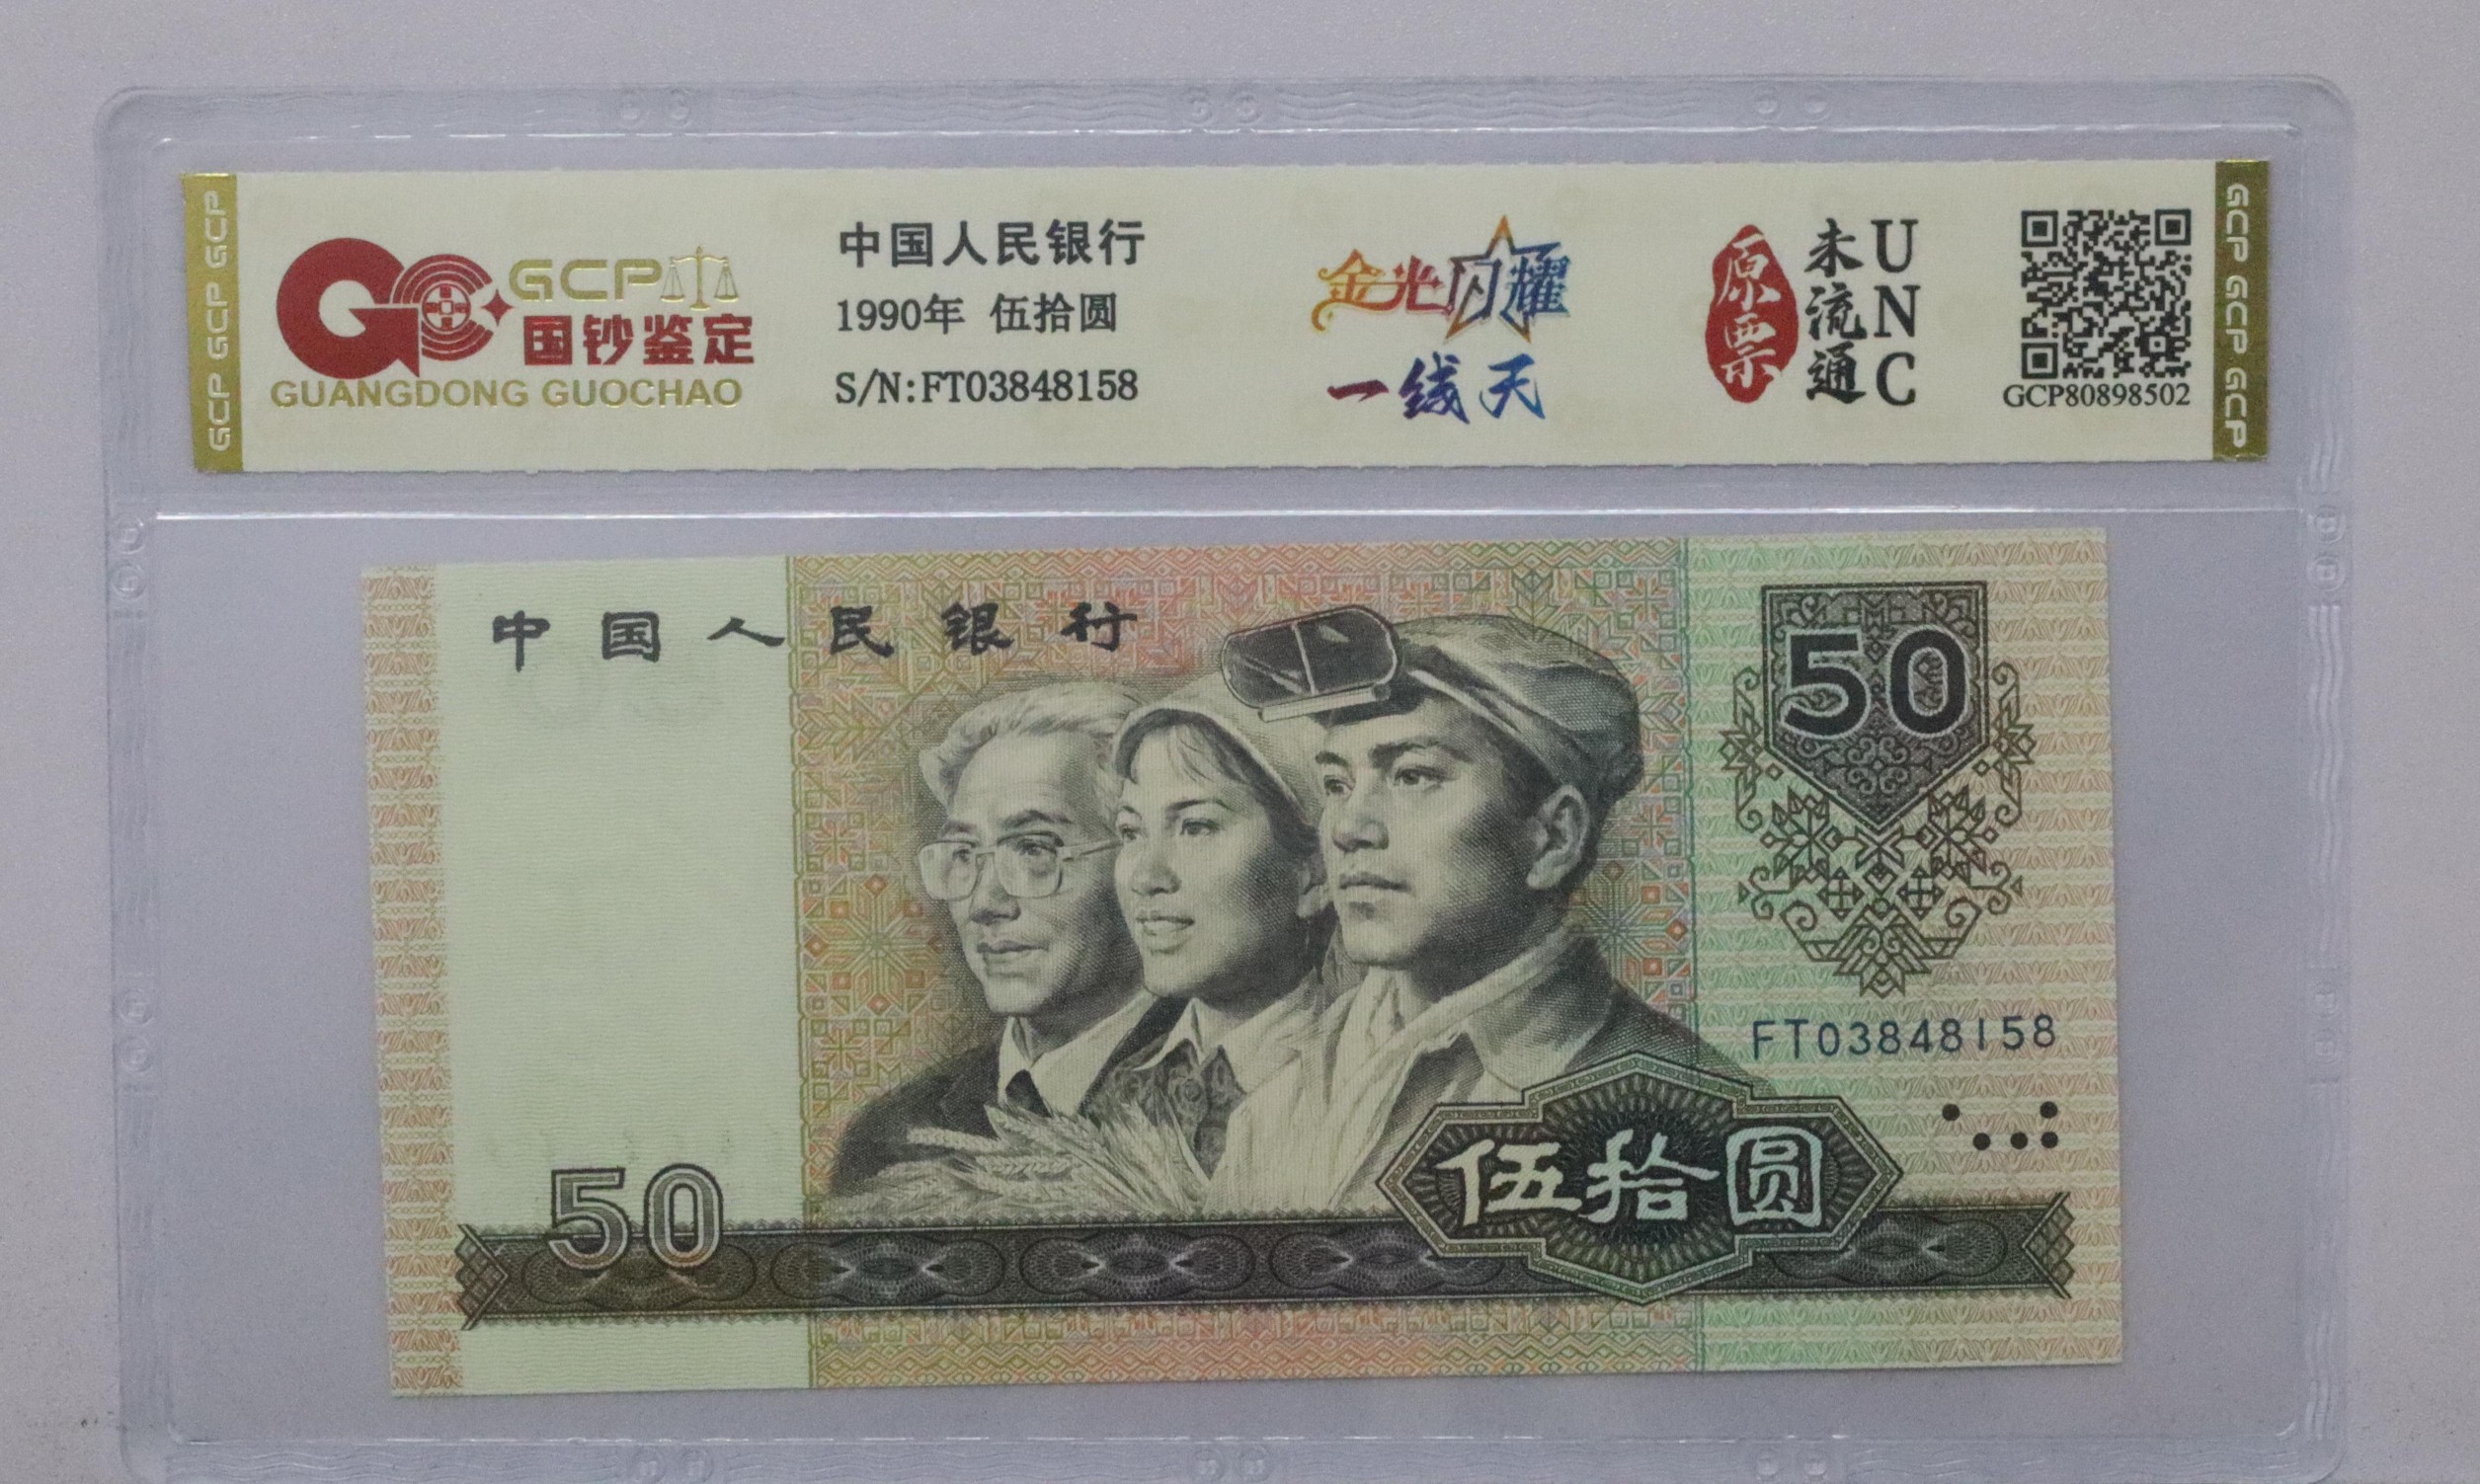 GCP GCP GCP
GCP
国钞鉴定
GUANGDONG GUOCHAO
中国人民银行
1990年 伍拾圆
S/N:FT03848158
金光闪耀
一线天
原票
未流通
UNC
GCP80898502
GCP GCP GCP
中国人民银行
50
FT03848158
伍拾圆
50